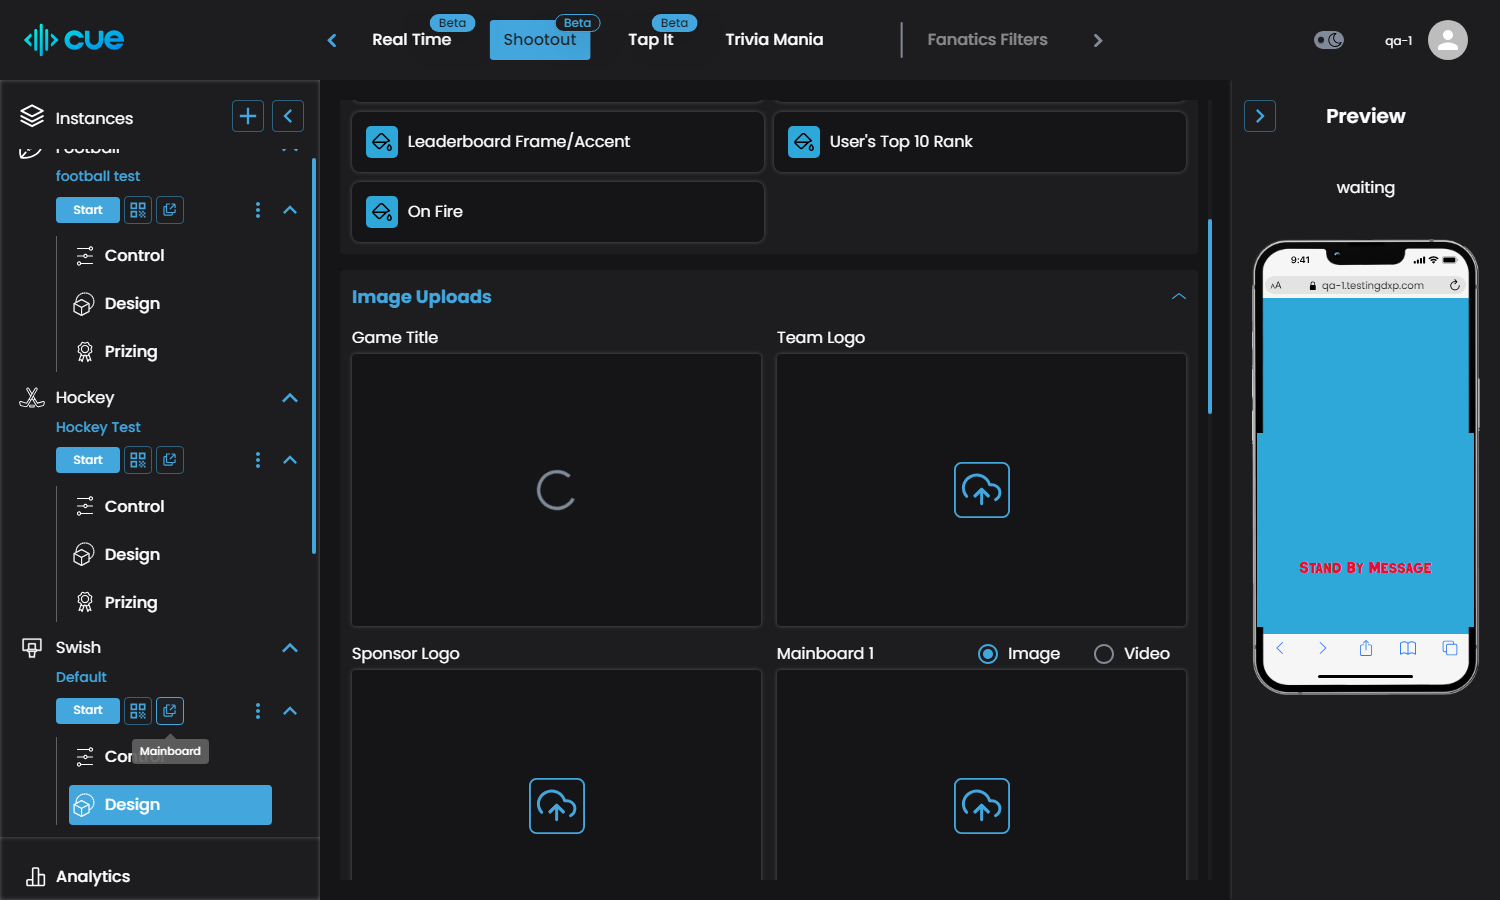 cue
Real Time
Beta
Shootout
Beta
Tap It
Beta
Trivia Mania
Fanatics Filters
qa-1
Instances
Football
football test
Start
Control
Design
Prizing
Hockey
Hockey Test
Start
Control
Design
Prizing
Swish
Default
Start
Mainboard
Control
Design
Analytics
Leaderboard Frame/Accent
User's Top 10 Rank
On Fire
Image Uploads
Game Title
Team Logo
Sponsor Logo
Mainboard 1
Image
Video
Preview
waiting
9:41
AA
qa-1.testingdxp.com
Stand By Message